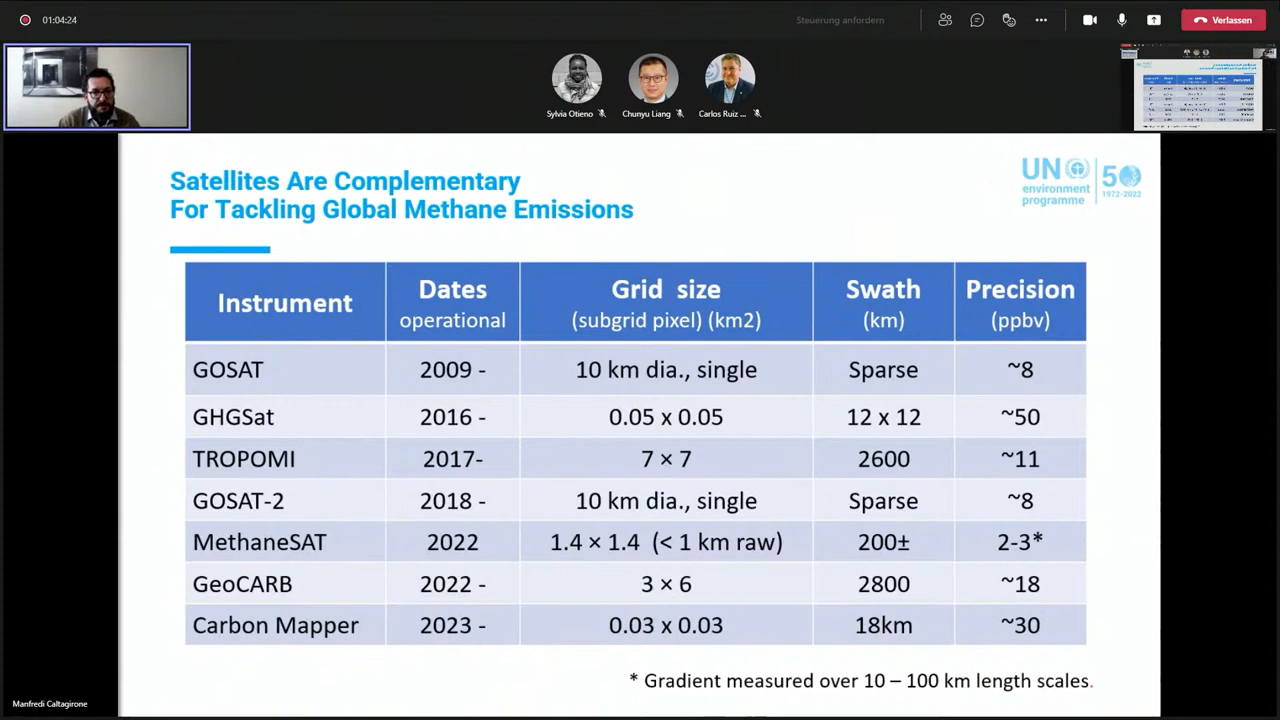 01:04:24
Steuerung anfordern
Verlassen
Sylvia Otieno
Chunyu Liang
Carlos Ruiz ...
Satellites Are Complementary
For Tackling Global Methane Emissions
UN
environment
programme
50
1972-2022
Instrument Dates operational Grid size (subgrid pixel) (km2) Swath (km) Precision (ppbv)
GOSAT 2009 - 10 km dia., single Sparse ~8
GHGSat 2016 - 0.05 x 0.05 12 x 12 ~50
TROPOMI 2017- 7 × 7 2600 ~11
GOSAT-2 2018 - 10 km dia., single Sparse ~8
MethaneSAT 2022 1.4 × 1.4 (< 1 km raw) 200± 2-3*
GeoCARB 2022 - 3 × 6 2800 ~18
Carbon Mapper 2023 - 0.03 x 0.03 18km ~30
* Gradient measured over 10 – 100 km length scales.
Manfredi Caltagirone